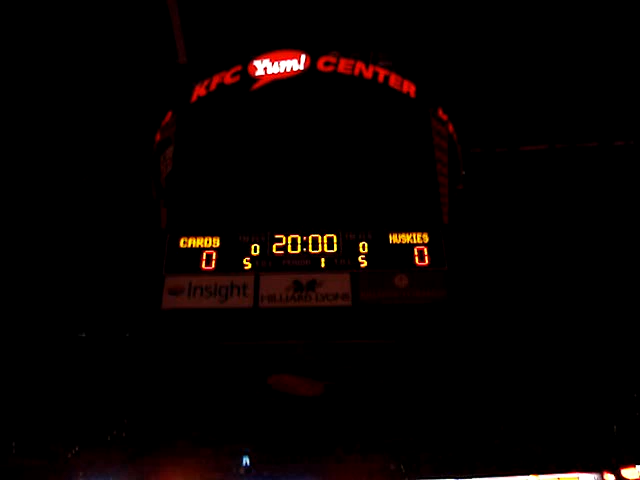 KFC Yum! CENTER
CARDS 0 20:00 0 HUSKIES
0 5 1 5 0
Insight HILLIARD LYONS